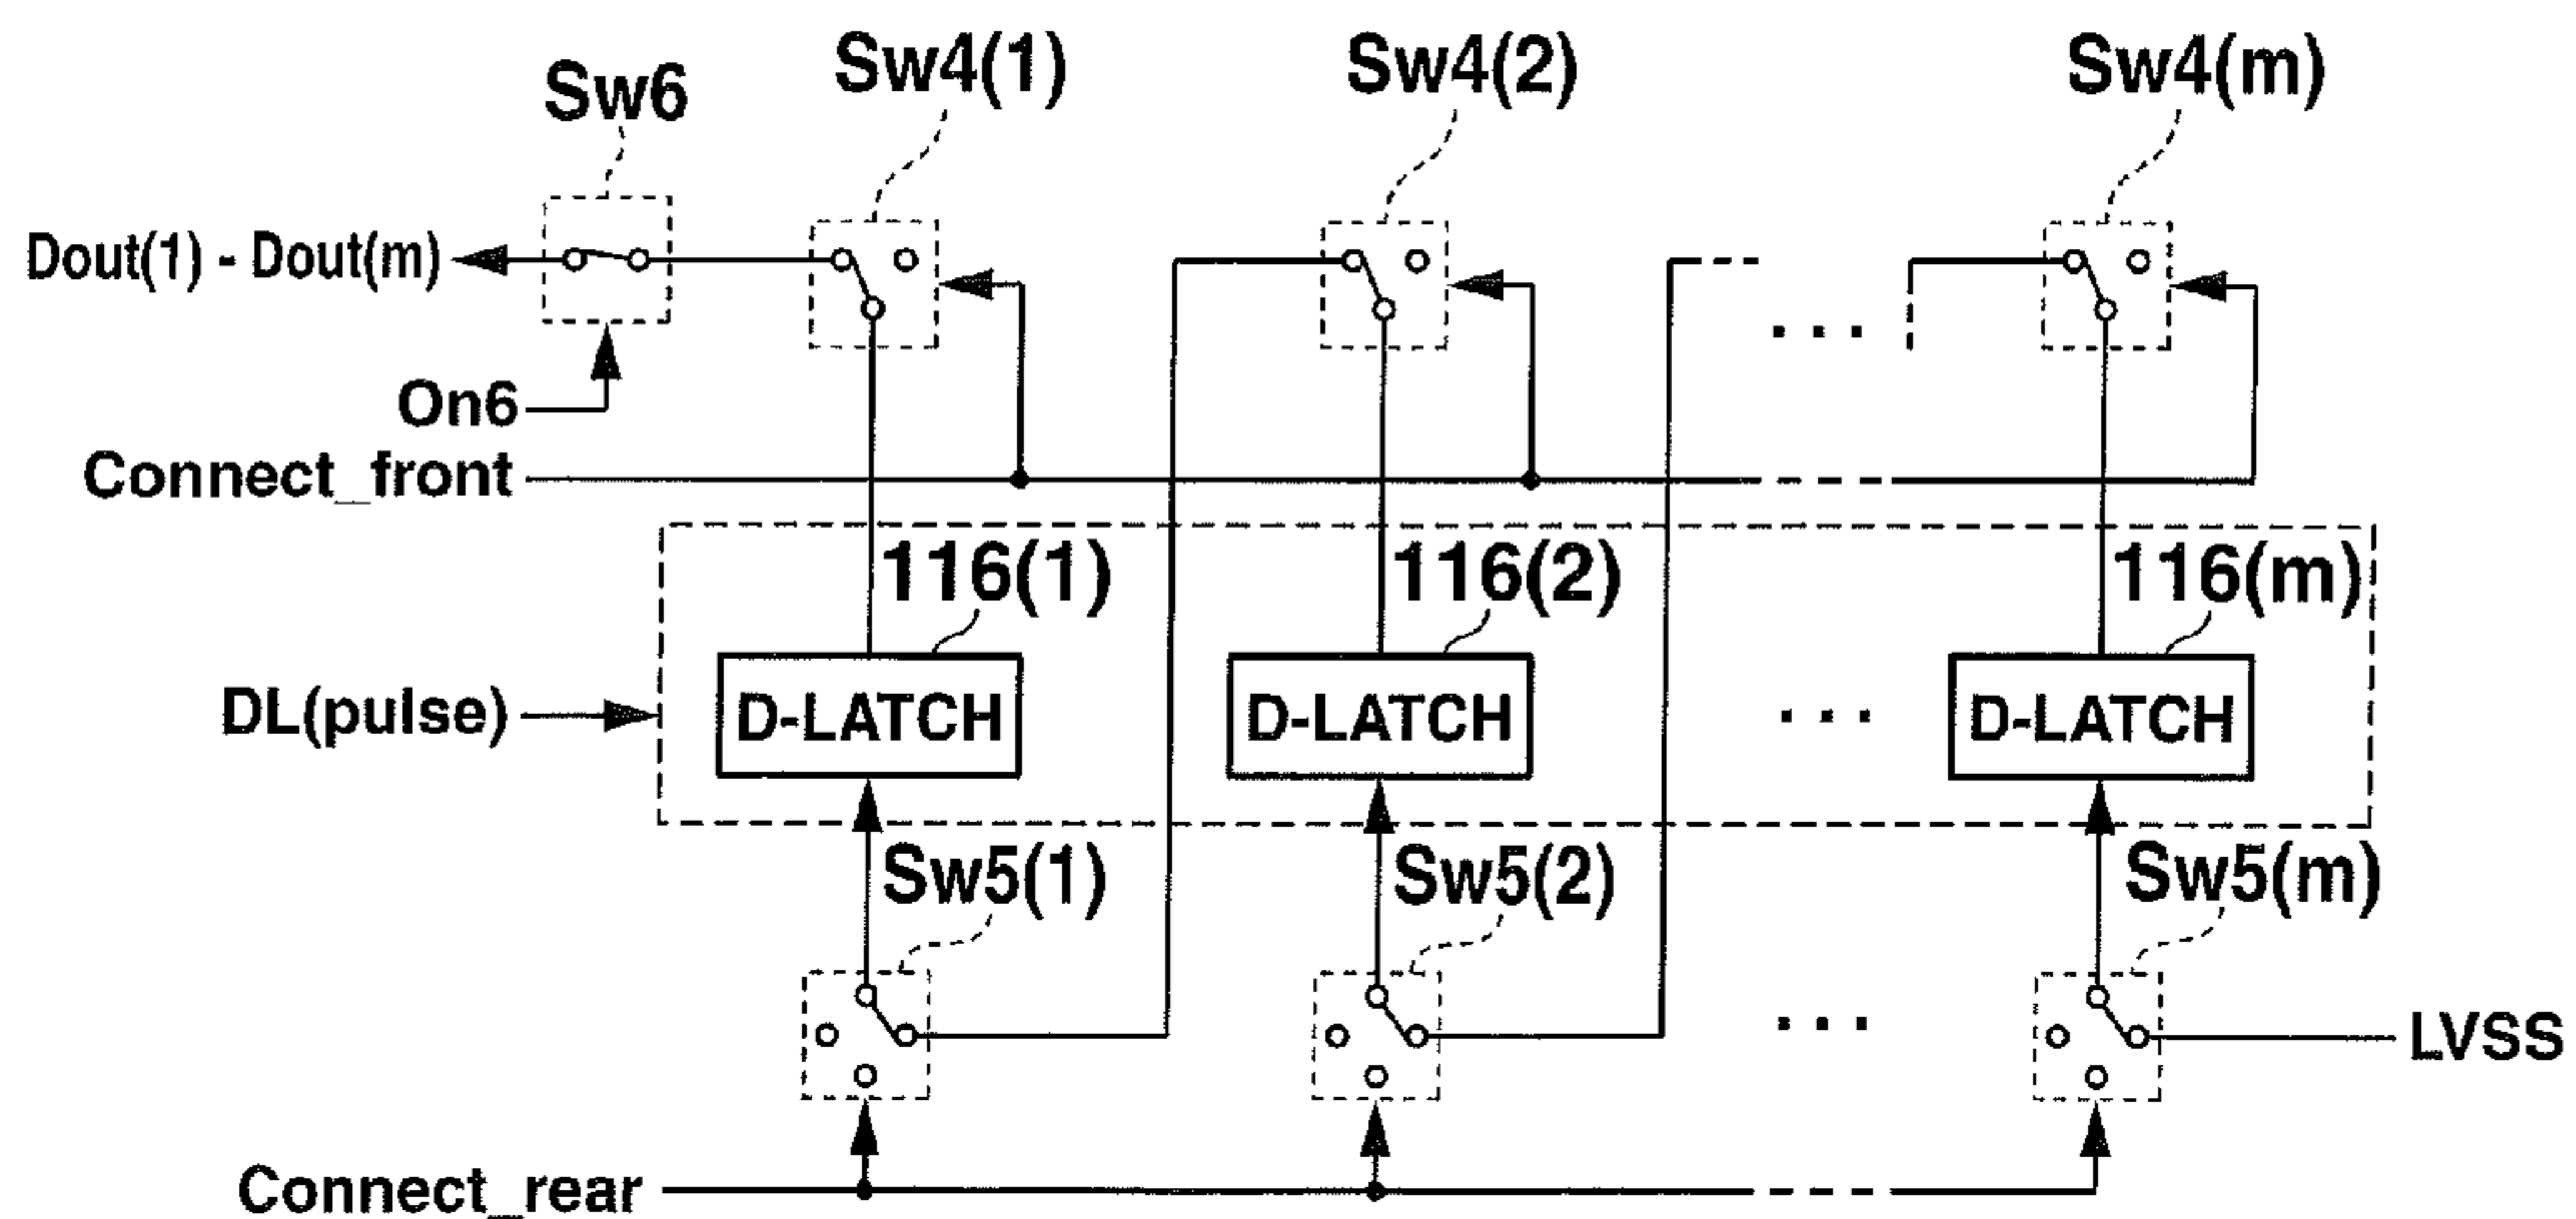 Sw6
Sw4(1)
Sw4(2)
Sw4(m)
Dout(1) - Dout(m)
On6
Connect_front
116(1)
116(2)
116(m)
DL(pulse)
D-LATCH
D-LATCH
D-LATCH
. . .
. . .
Sw5(1)
Sw5(2)
Sw5(m)
. . .
LVSS
Connect_rear